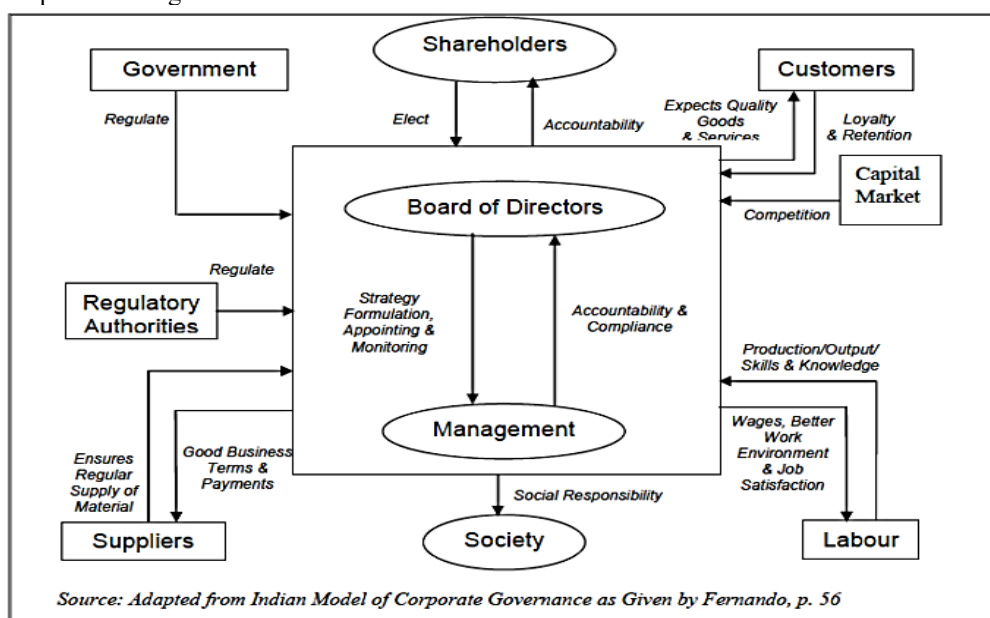 Shareholders
Government
Customers
Regulate
Elect
Accountability
Expects Quality
Goods
& Services
Loyalty
& Retention
Capital
Market
Competition
Board of Directors
Regulate
Regulatory
Authorities
Strategy
Formulation,
Appointing &
Monitoring
Accountability &
Compliance
Production/Output/
Skills & Knowledge
Management
Ensures
Regular
Supply of
Material
Good Business
Terms &
Payments
Wages, Better
Work
Environment
& Job
Satisfaction
Social Responsibility
Suppliers
Society
Labour
Source: Adapted from Indian Model of Corporate Governance as Given by Fernando, p. 56